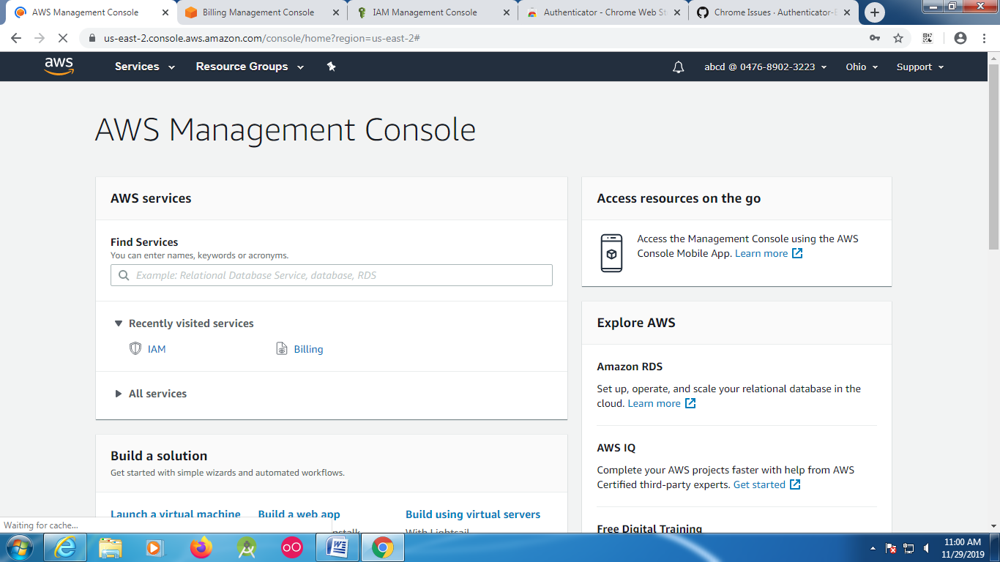 AWS Management Console
Billing Management Console
IAM Management Console
Authenticator - Chrome Web St
Chrome Issues · Authenticator-E
us-east-2.console.aws.amazon.com/console/home?region=us-east-2#
aws
Services
Resource Groups
abcd @ 0476-8902-3223
Ohio
Support
AWS Management Console
AWS services
Find Services
You can enter names, keywords or acronyms.
Example: Relational Database Service, database, RDS
Recently visited services
IAM
Billing
All services
Build a solution
Get started with simple wizards and automated workflows.
Launch a virtual machine
Build a web app
Build using virtual servers
With Lightsail
Access resources on the go
Access the Management Console using the AWS
Console Mobile App. Learn more
Explore AWS
Amazon RDS
Set up, operate, and scale your relational database in the
cloud. Learn more
AWS IQ
Complete your AWS projects faster with help from AWS
Certified third-party experts. Get started
Free Digital Training
Waiting for cache...
11:00 AM
11/29/2019